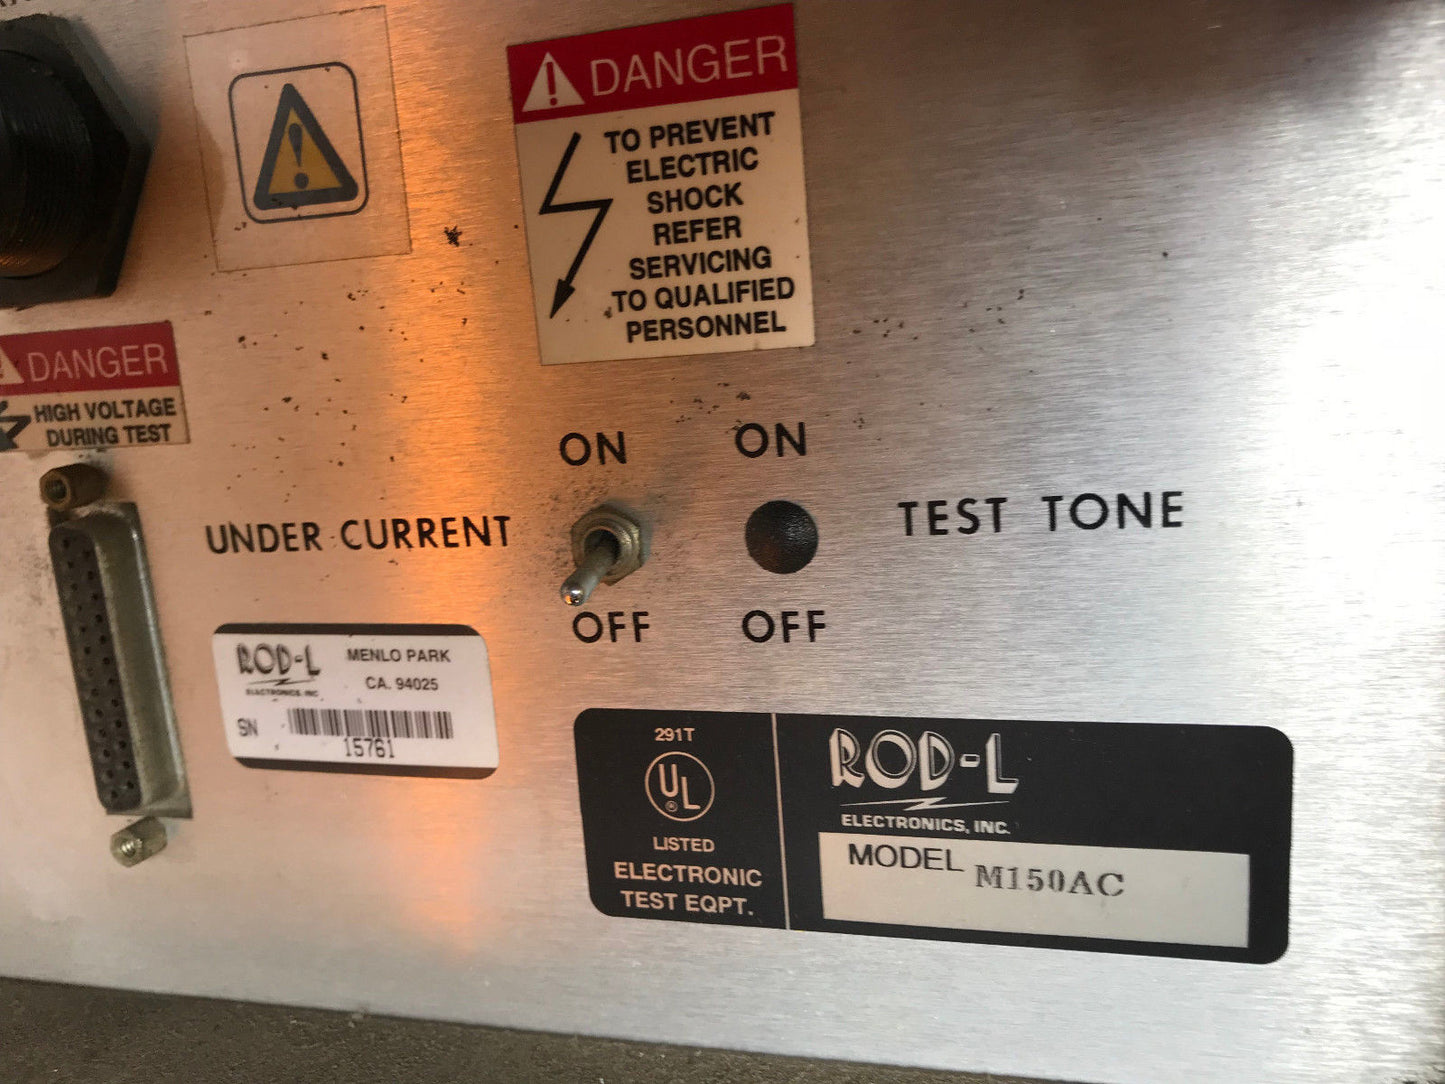 DANGER
TO PREVENT
ELECTRIC
SHOCK
REFER
SERVICING
TO QUALIFIED
PERSONNEL
DANGER
HIGH VOLTAGE
DURING TEST
ON
ON
UNDER CURRENT
TEST TONE
OFF
OFF
ROD-L
ELECTRONICS, INC
MENLO PARK
CA. 94025
SN
15761
291T
UL
®
LISTED
ELECTRONIC
TEST EQPT.
ROD-L
ELECTRONICS, INC.
MODEL M150AC